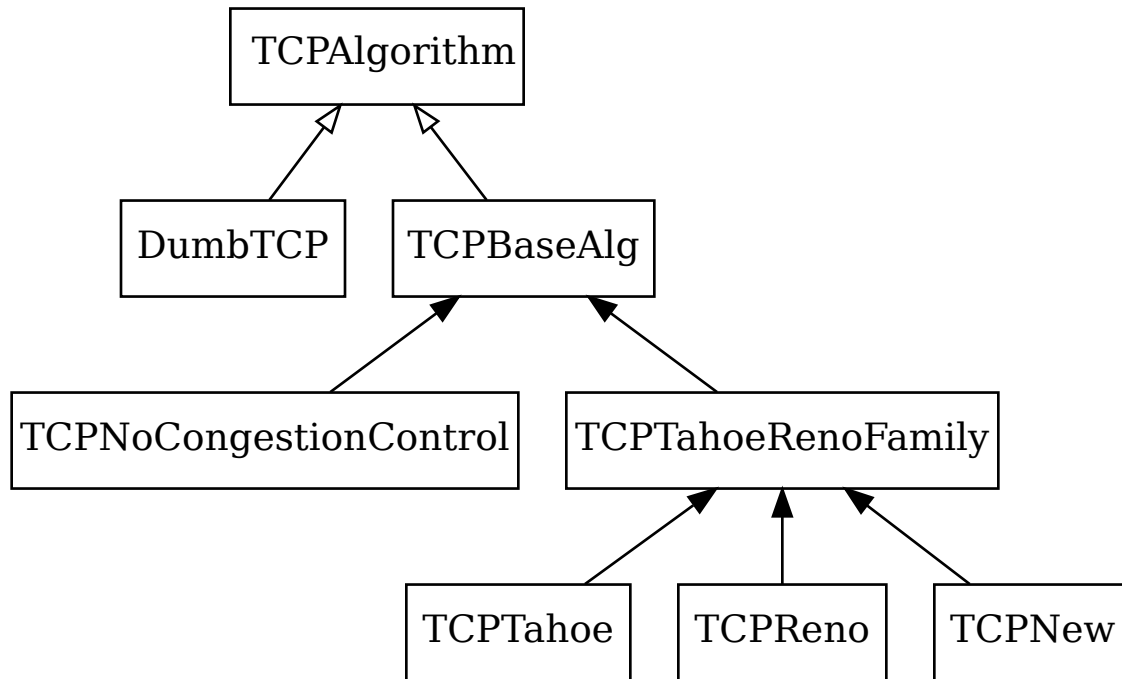 TCPAlgorithm
DumbTCP
TCPBaseAlg
TCPNoCongestionControl
TCPTahoeRenoFamily
TCPTahoe
TCPReno
TCPNew